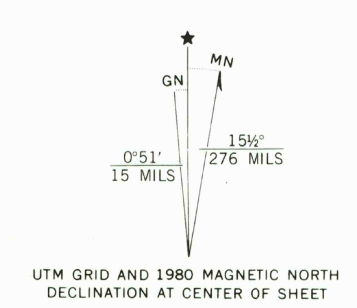 MN
GN
15½°
276 MILS
0°51'
15 MILS
UTM GRID AND 1980 MAGNETIC NORTH
DECLINATION AT CENTER OF SHEET